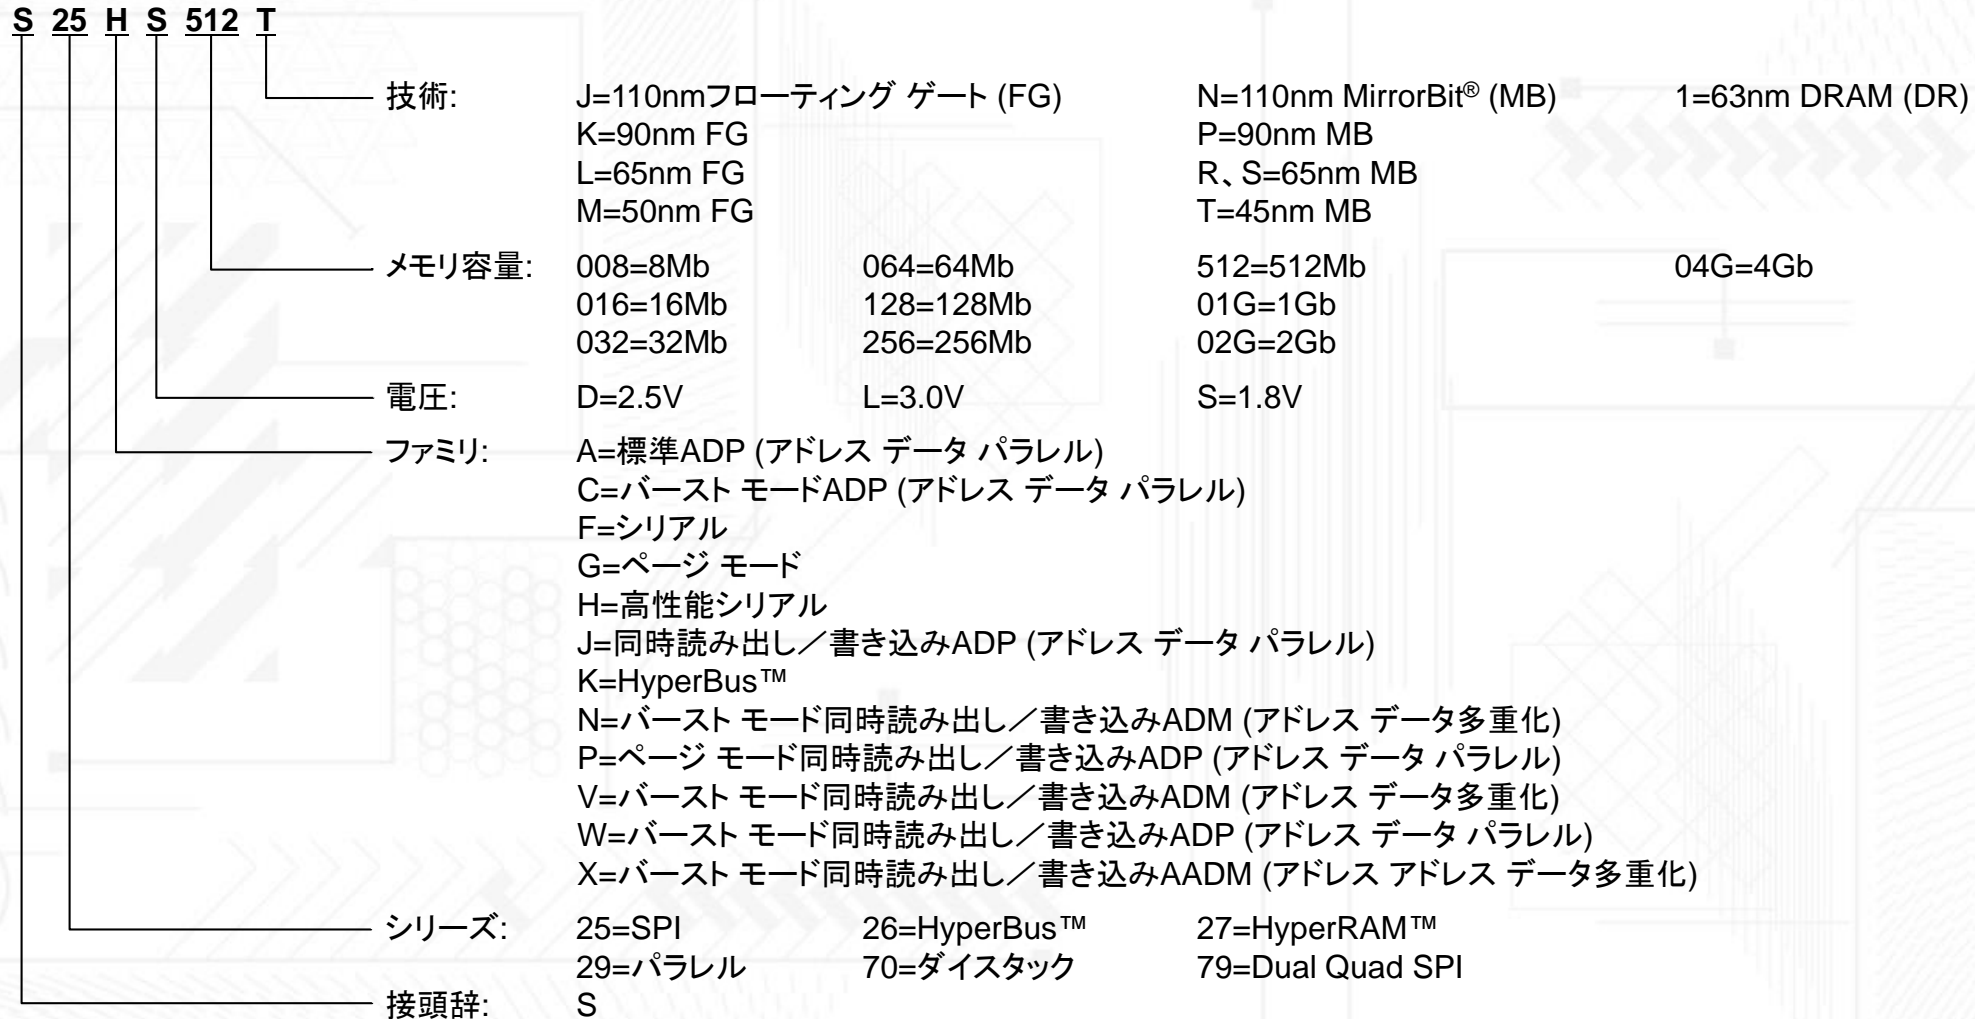 S 25 H S 512 T
技術: J=110nmフローティング ゲート (FG) N=110nm MirrorBit® (MB) 1=63nm DRAM (DR)
K=90nm FG P=90nm MB
L=65nm FG R、S=65nm MB
M=50nm FG T=45nm MB
メモリ容量: 008=8Mb 064=64Mb 512=512Mb 04G=4Gb
016=16Mb 128=128Mb 01G=1Gb
032=32Mb 256=256Mb 02G=2Gb
電圧: D=2.5V L=3.0V S=1.8V
ファミリ: A=標準ADP (アドレス データ パラレル)
C=バースト モードADP (アドレス データ パラレル)
F=シリアル
G=ページ モード
H=高性能シリアル
J=同時読み出し／書き込みADP (アドレス データ パラレル)
K=HyperBus™
N=バースト モード同時読み出し／書き込みADM (アドレス データ多重化)
P=ページ モード同時読み出し／書き込みADP (アドレス データ パラレル)
V=バースト モード同時読み出し／書き込みADM (アドレス データ多重化)
W=バースト モード同時読み出し／書き込みADP (アドレス データ パラレル)
X=バースト モード同時読み出し／書き込みAADM (アドレス アドレス データ多重化)
シリーズ: 25=SPI 26=HyperBus™ 27=HyperRAM™
29=パラレル 70=ダイスタック 79=Dual Quad SPI
接頭辞: S